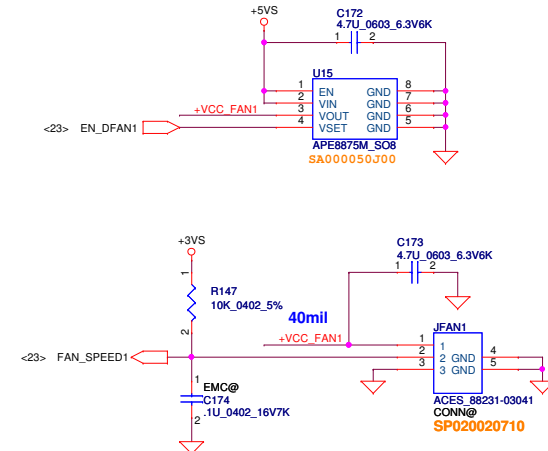 +5VS
C172
4.7U_0603_6.3V6K
1 2
U15
1 EN GND 8
2 VIN GND 7
+VCC_FAN1 3 VOUT GND 6
<23> EN_DFAN1 4 VSET GND 5
APE8875M_SO8
SA000050J00
+3VS
C173
4.7U_0603_6.3V6K
1 2
1
R147
10K_0402_5%
2
40mil
JFAN1
+VCC_FAN1 1 1
<23> FAN_SPEED1 2 2 GND 4
3 3 GND 5
1 EMC@
C174
.1U_0402_16V7K
2
ACES_88231-03041
CONN@
SP020020710